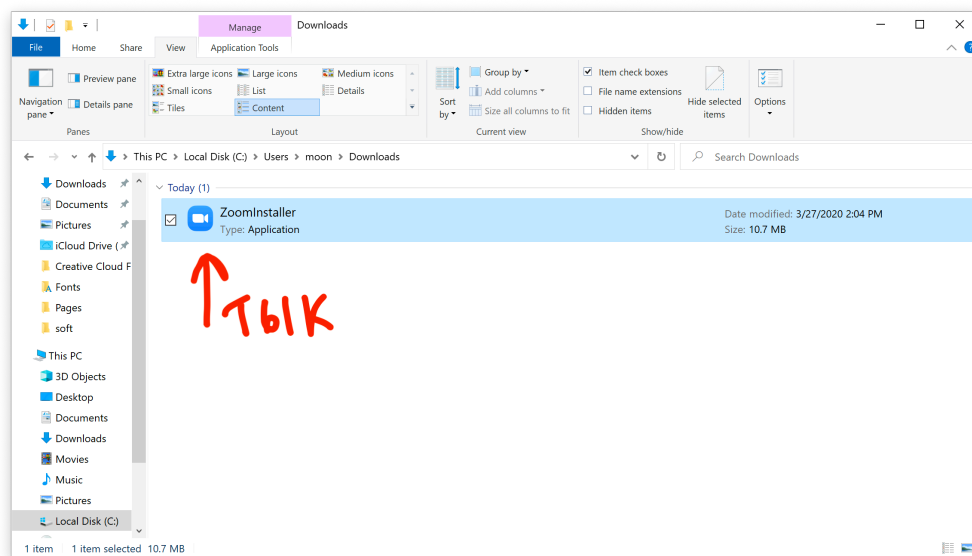 Manage
Downloads
File
Home
Share
View
Application Tools
Navigation pane
Preview pane
Details pane
Panes
Extra large icons
Large icons
Medium icons
Small icons
List
Details
Tiles
Content
Layout
Sort by
Group by
Add columns
Size all columns to fit
Current view
Item check boxes
File name extensions
Hidden items
Hide selected items
Show/hide
Options
This PC > Local Disk (C:) > Users > moon > Downloads
Search Downloads
Downloads
Documents
Pictures
iCloud Drive (
Creative Cloud F
Fonts
Pages
soft
This PC
3D Objects
Desktop
Documents
Downloads
Movies
Music
Pictures
Local Disk (C:)
Today (1)
ZoomInstaller
Type: Application
Date modified: 3/27/2020 2:04 PM
Size: 10.7 MB
тык
1 item
1 item selected 10.7 MB